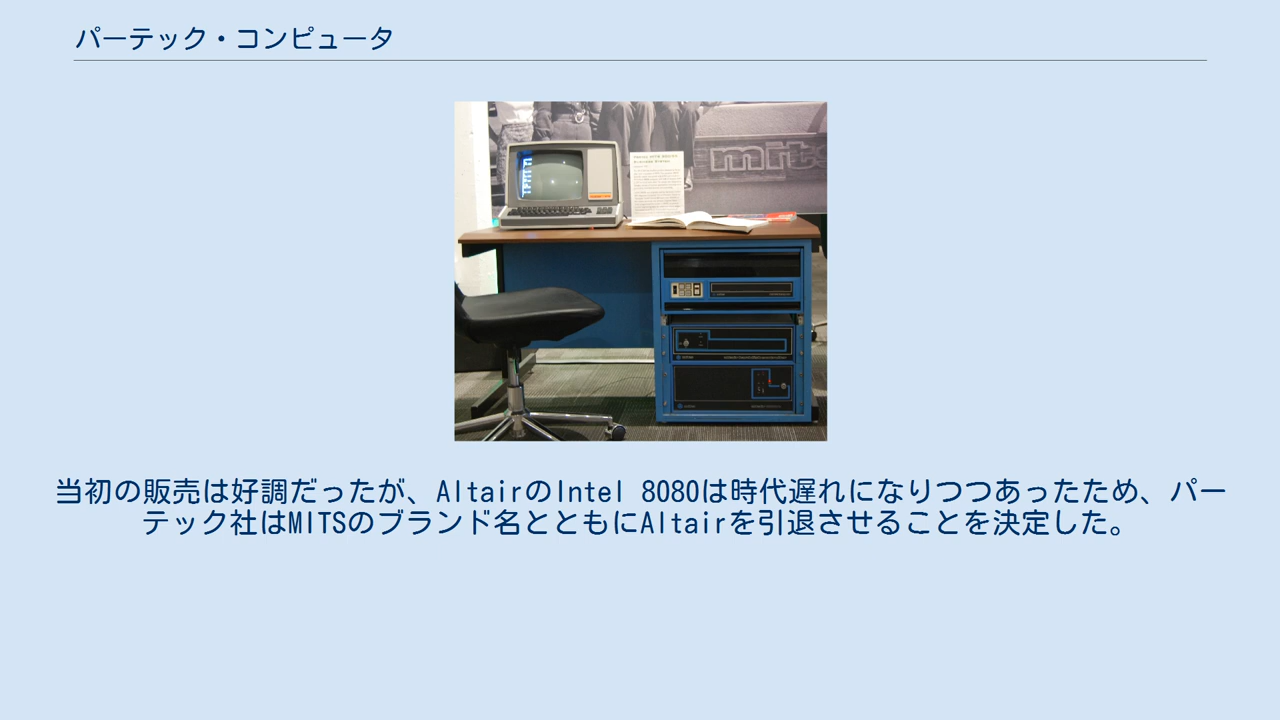 パーテック・コンピュータ
mits
当初の販売は好調だったが、AltairのIntel 8080は時代遅れになりつつあったため、パー
テック社はMITSのブランド名とともにAltairを引退させることを決定した。